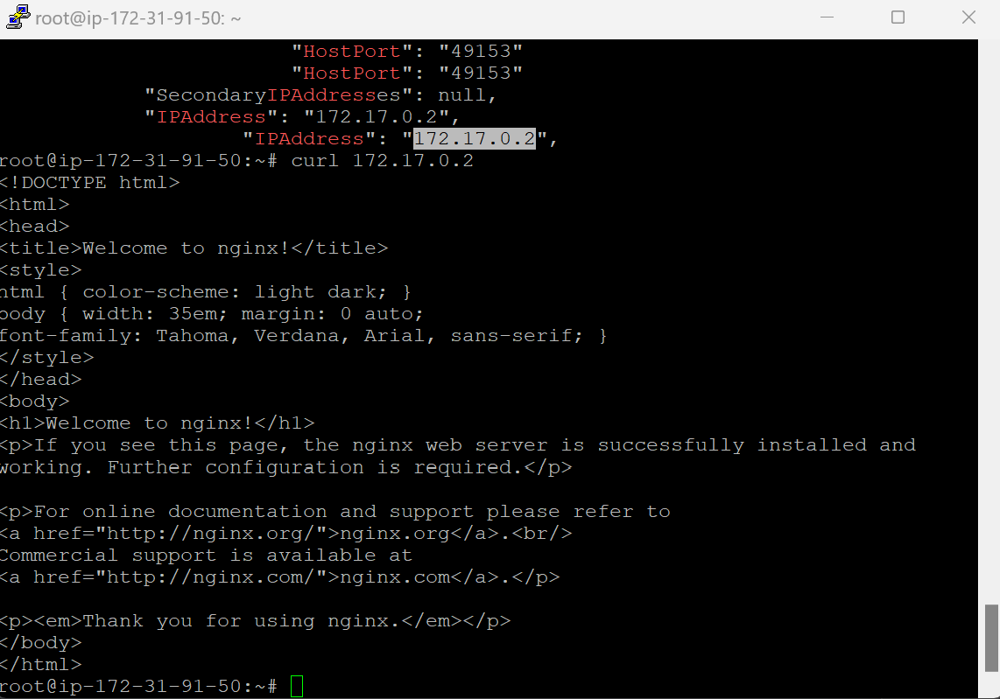 root@ip-172-31-91-50: ~
"HostPort": "49153"
"HostPort": "49153"
"SecondaryIPAddresses": null,
"IPAddress": "172.17.0.2",
"IPAddress": "172.17.0.2",
root@ip-172-31-91-50:~# curl 172.17.0.2
<!DOCTYPE html>
<html>
<head>
<title>Welcome to nginx!</title>
<style>
html { color-scheme: light dark; }
body { width: 35em; margin: 0 auto;
font-family: Tahoma, Verdana, Arial, sans-serif; }
</style>
</head>
<body>
<h1>Welcome to nginx!</h1>
<p>If you see this page, the nginx web server is successfully installed and
working. Further configuration is required.</p>
<p>For online documentation and support please refer to
<a href="http://nginx.org/">nginx.org</a>.<br/>
Commercial support is available at
<a href="http://nginx.com/">nginx.com</a>.</p>
<p><em>Thank you for using nginx.</em></p>
</body>
</html>
root@ip-172-31-91-50:~#